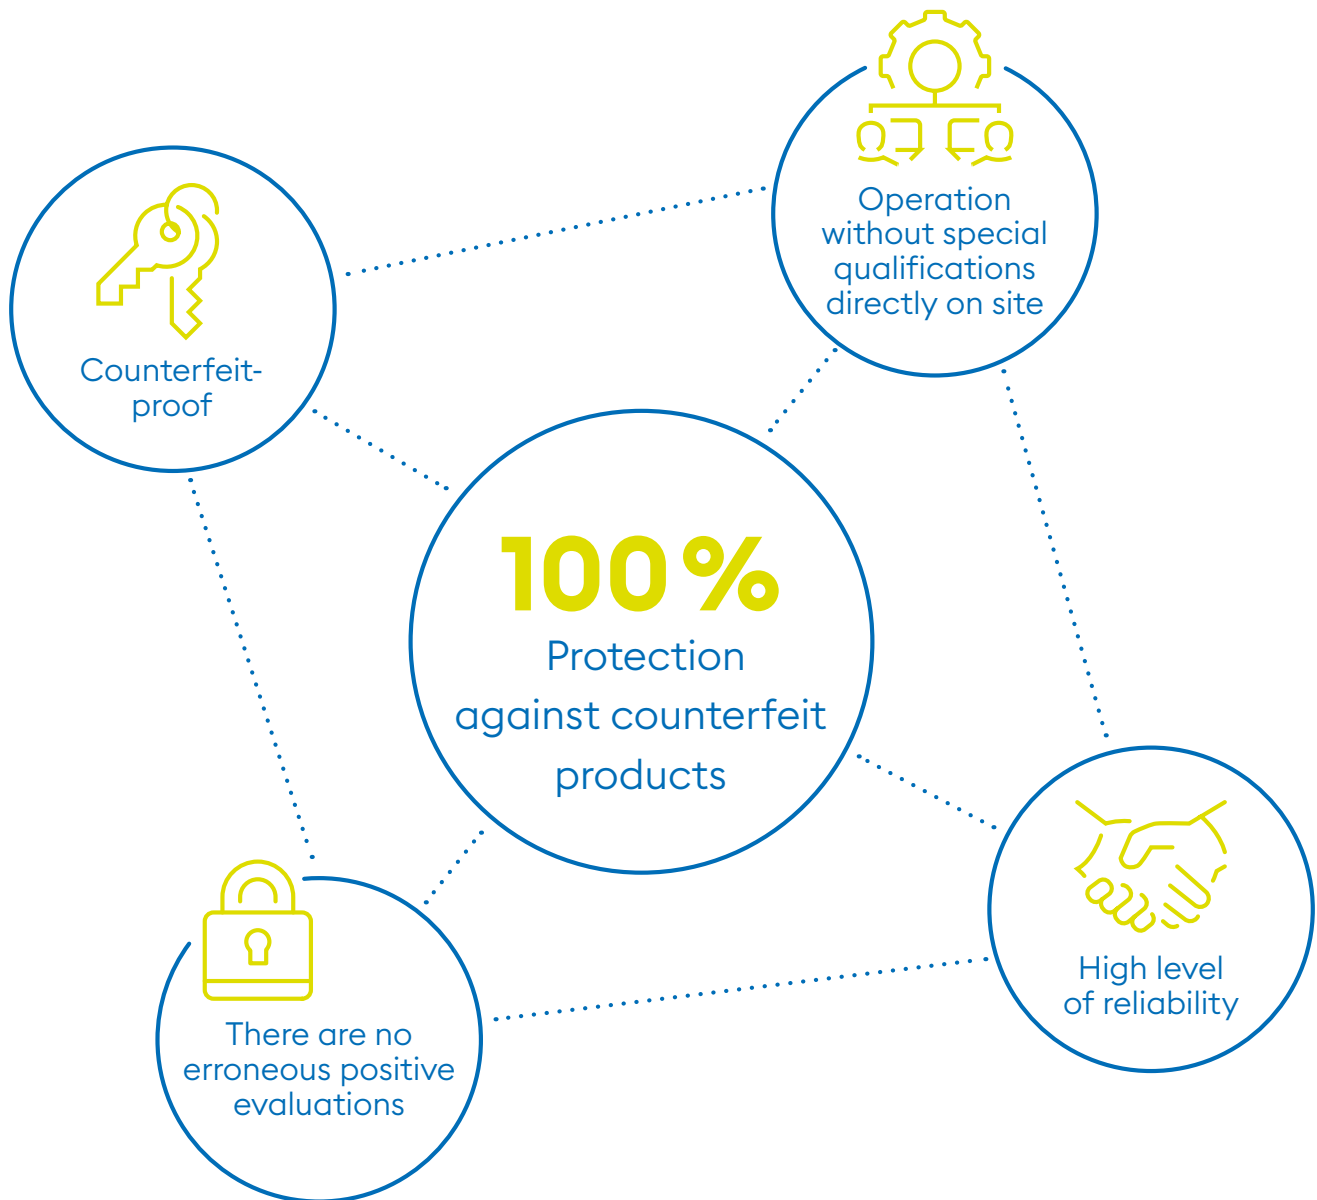 Operation
without special
qualifications
directly on site
Counterfeit-
proof
100 %
Protection
against counterfeit
products
High level
of reliability
There are no
erroneous positive
evaluations